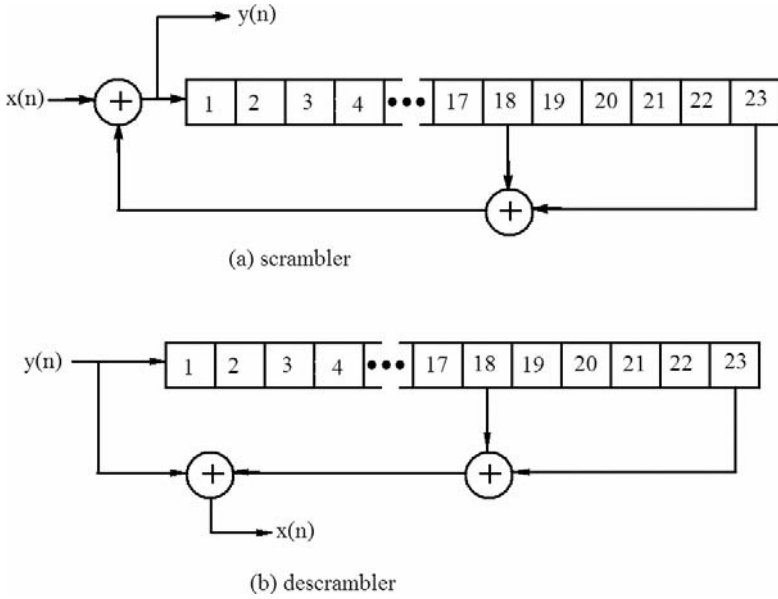 y(n)
x(n) + 1 2 3 4 ••• 17 18 19 20 21 22 23
+
(a) scrambler
y(n) 1 2 3 4 ••• 17 18 19 20 21 22 23
+ +
x(n)
(b) descrambler